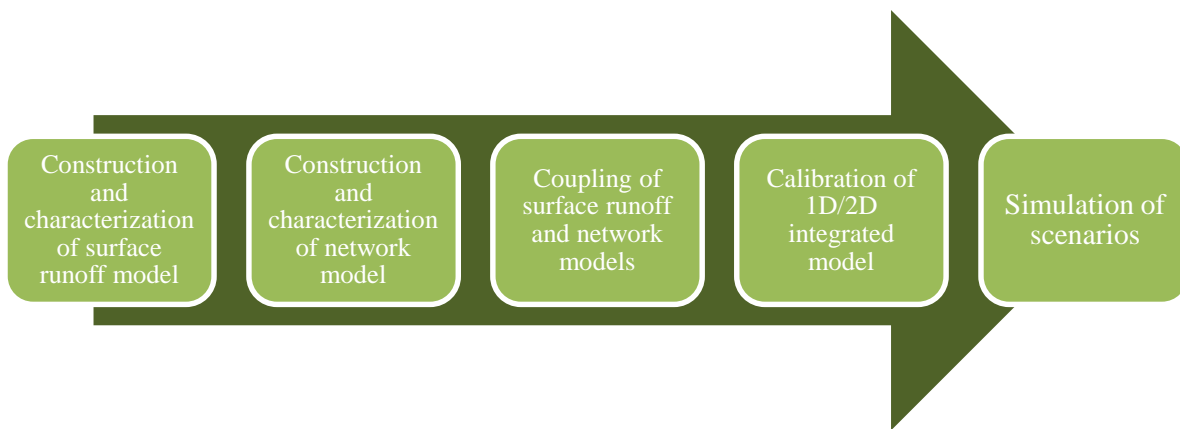 Construction
and
characterization
of surface
runoff model
Construction
and
characterization
of network
model
Coupling of
surface runoff
and network
models
Calibration of
1D/2D
integrated
model
Simulation of
scenarios